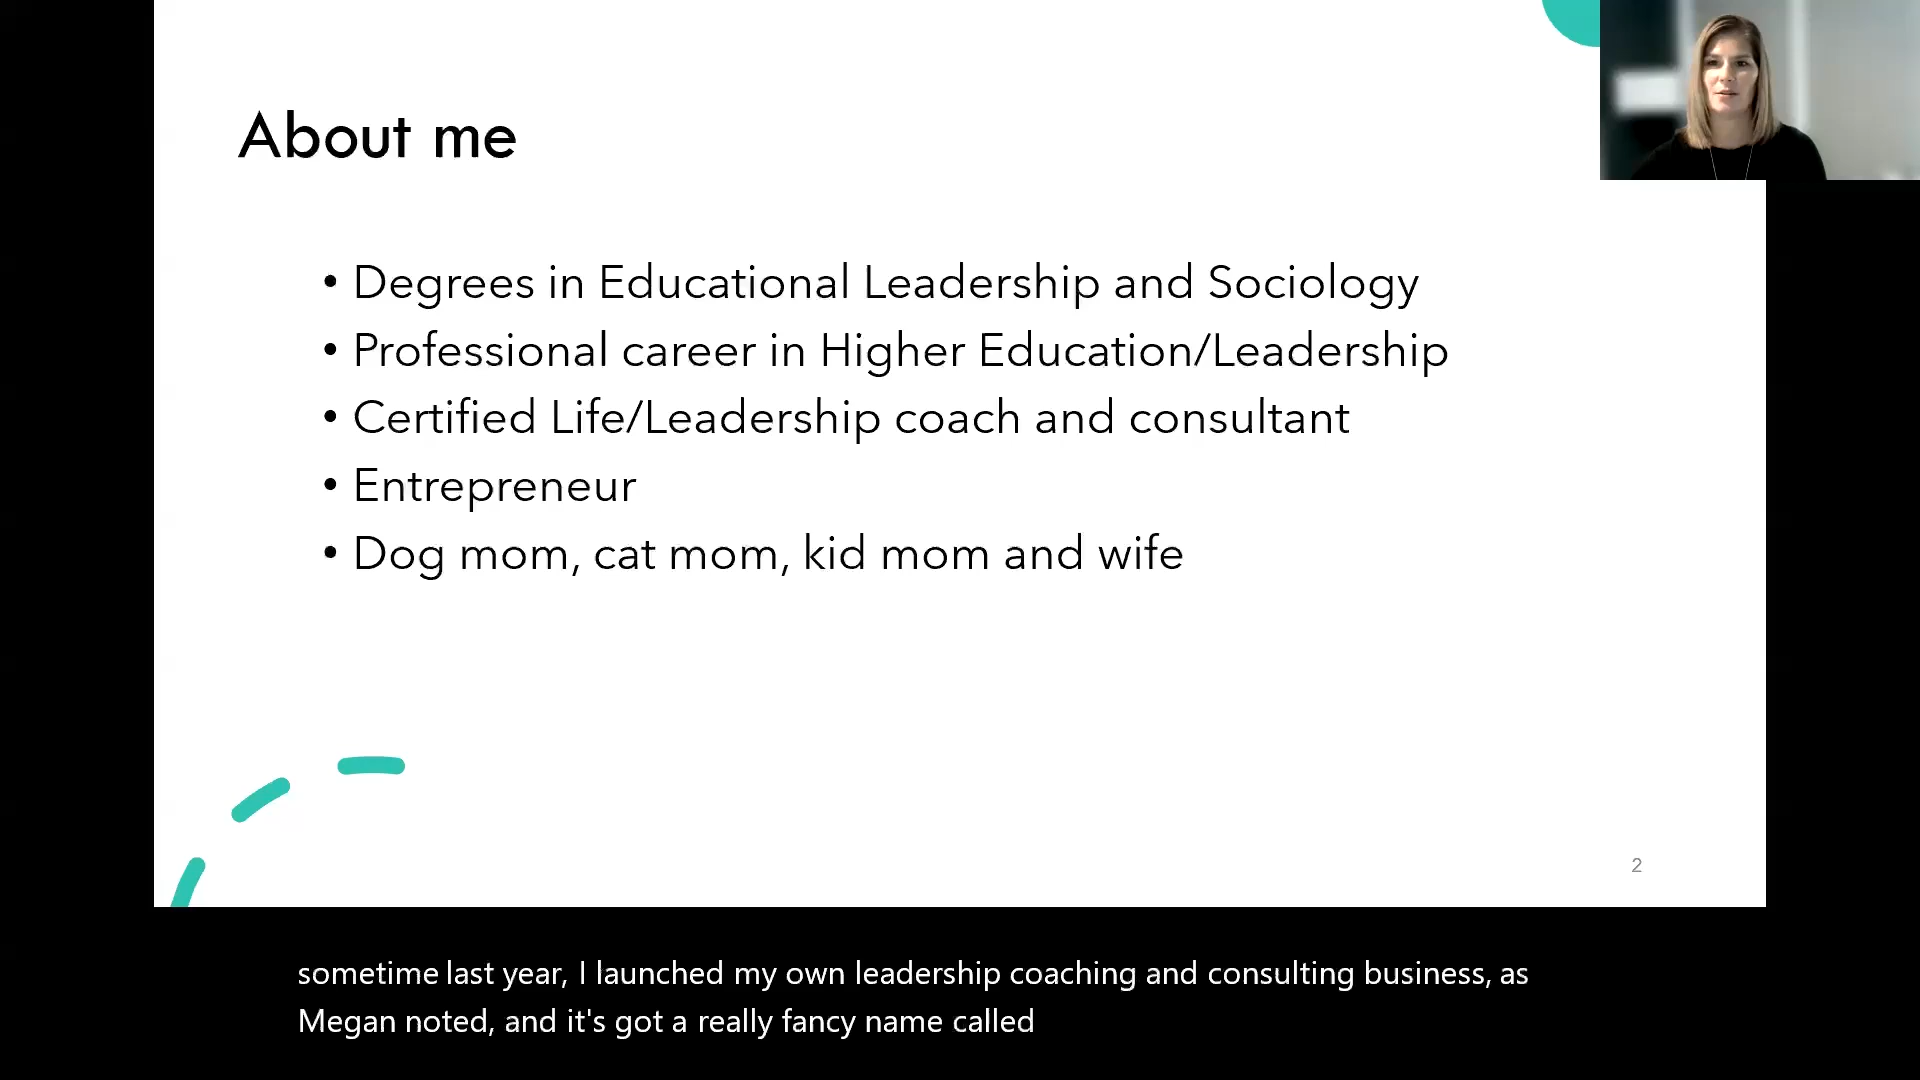 About me
• Degrees in Educational Leadership and Sociology
• Professional career in Higher Education/Leadership
• Certified Life/Leadership coach and consultant
• Entrepreneur
• Dog mom, cat mom, kid mom and wife
2
sometime last year, I launched my own leadership coaching and consulting business, as
Megan noted, and it's got a really fancy name called